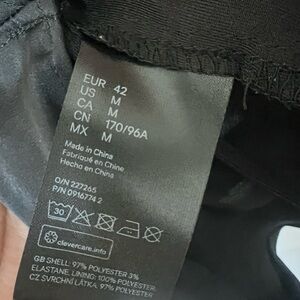 EUR 42
US M
CA M
CN 170/96A
MX M
Made in China
Fabriqué en Chine
Hecho en China
O/N 227265
P/N 0916774 2
30
clevercare.info
GB SHELL: 97% POLYESTER 3%
ELASTANE. LINING: 100% POLYESTER
CZ SVRCHNÍ LÁTKA: 97% POLYESTER